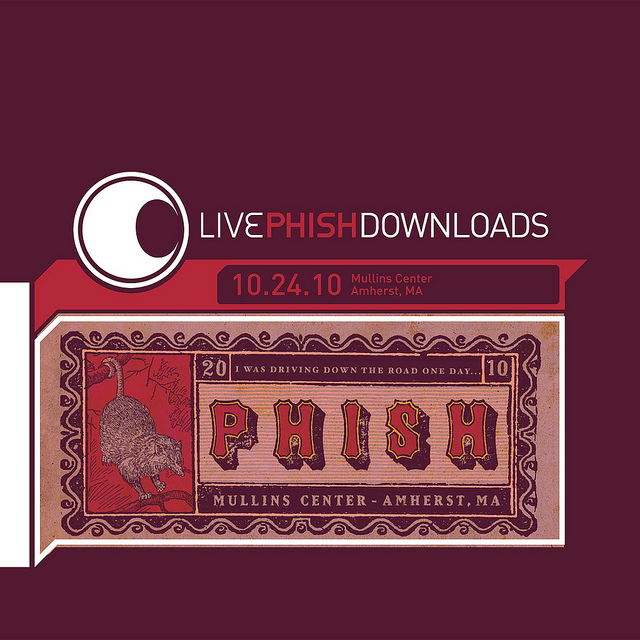 LIVEPHISHDOWNLOADS
10.24.10
Mullins Center
Amherst, MA
20 I WAS DRIVING DOWN THE ROAD ONE DAY... 10
PHISH
MULLINS CENTER - AMHERST, MA